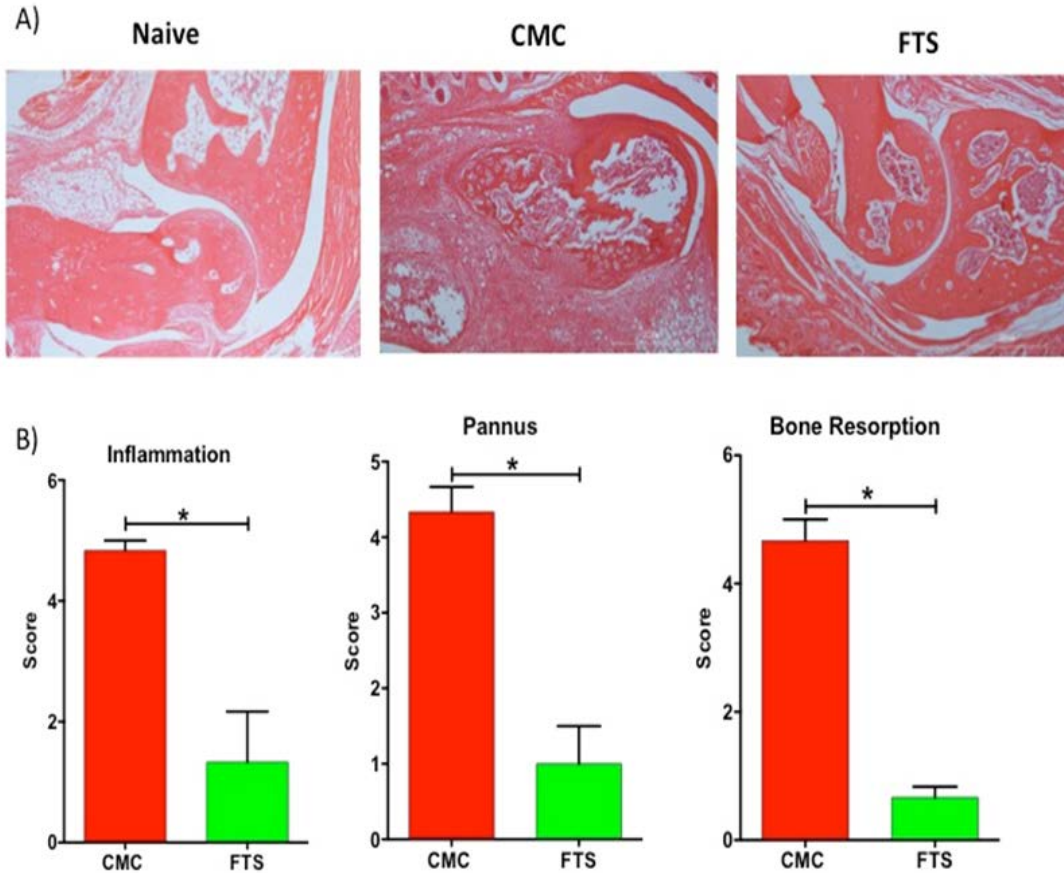 A)
Naive
CMC
FTS
B)
Inflammation
Score
6
4
2
0
*
CMC
FTS
Pannus
Score
5
4
3
2
1
0
*
CMC
FTS
Bone Resorption
Score
6
4
2
0
*
CMC
FTS